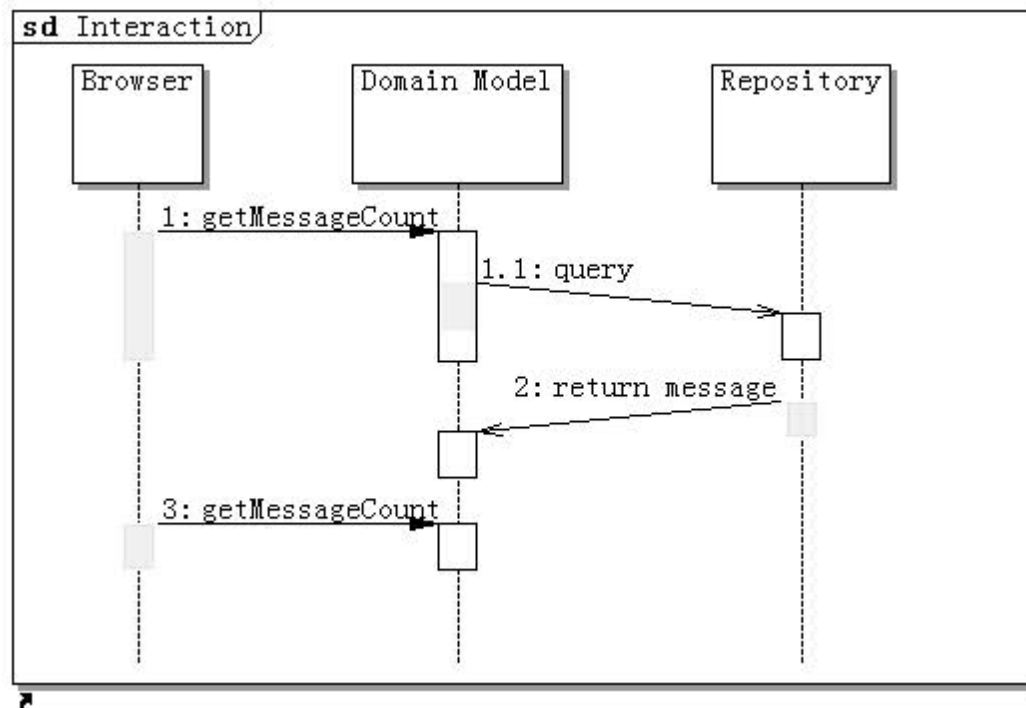 sd Interaction
Browser
Domain Model
Repository
1: getMessageCount
1.1: query
2: return message
3: getMessageCount